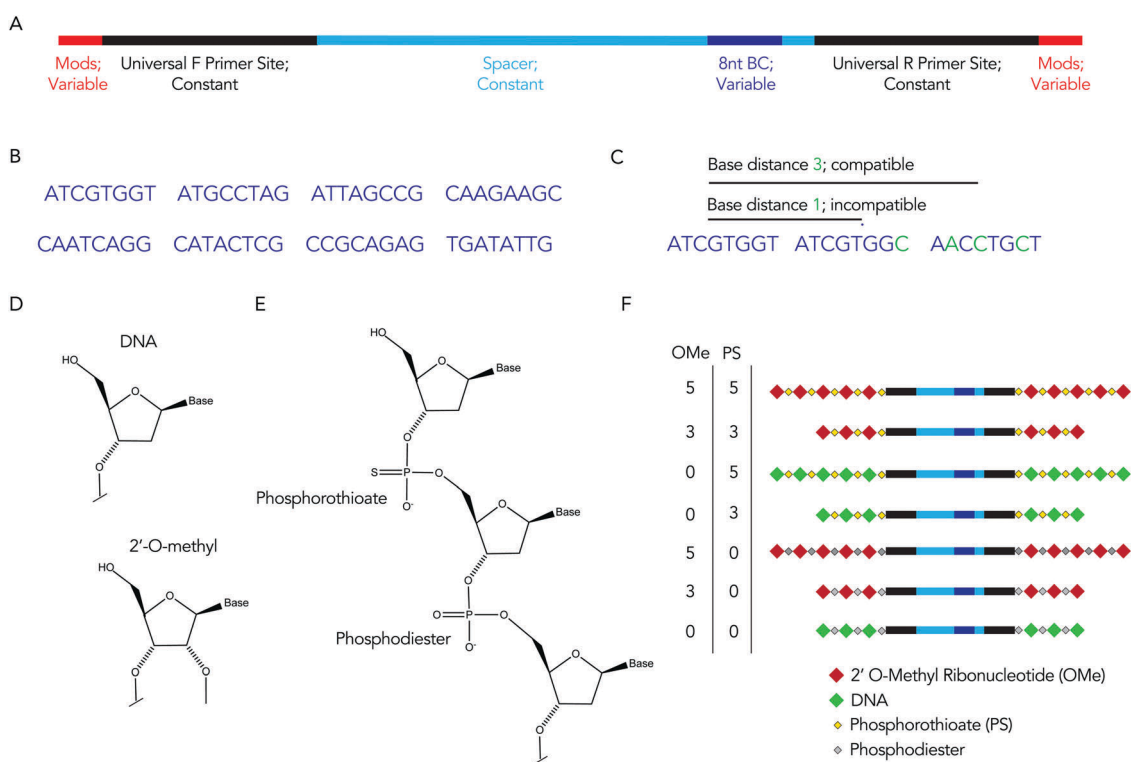 A
Mods; Variable
Universal F Primer Site; Constant
Spacer; Constant
8nt BC; Variable
Universal R Primer Site; Constant
Mods; Variable
B
ATCGTGGT ATGCCTAG ATTAGCCG CAAGAAGC
CAATCAGG CATACTCG CCGCAGAG TGATATTG
C
Base distance 3; compatible
Base distance 1; incompatible
ATCGTGGT ATCGTGGC AACCTGCT
D
DNA
HO
O
Base
O
2'-O-methyl
HO
O
Base
O
O
E
HO
O
Base
O
S
P
O
O-
Phosphorothioate
O
Base
O
O
P
O
O-
Phosphodiester
O
Base
O
F
OMe PS
5 5
3 3
0 5
0 3
5 0
3 0
0 0
2' O-Methyl Ribonucleotide (OMe)
DNA
Phosphorothioate (PS)
Phosphodiester